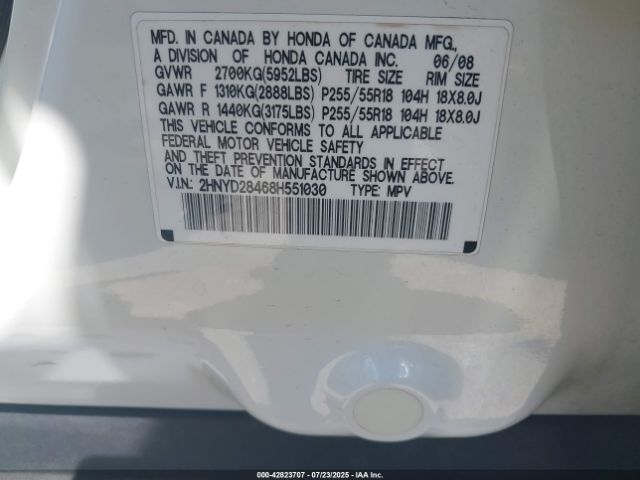 MFD. IN CANADA BY HONDA OF CANADA MFG.,
A DIVISION OF HONDA CANADA INC. 06/08
GVWR 2700KG(5952LBS) TIRE SIZE RIM SIZE
GAWR F 1310KG(2888LBS) P255/55R18 104H 18X8.0J
GAWR R 1440KG(3175LBS) P255/55R18 104H 18X8.0J
THIS VEHICLE CONFORMS TO ALL APPLICABLE
FEDERAL MOTOR VEHICLE SAFETY
AND THEFT PREVENTION STANDARDS IN EFFECT
ON THE DATE OF MANUFACTURE SHOWN ABOVE.
V.I.N.: 2HNYD28468H551030 TYPE: MPV
000-42823707 - 07/23/2025 - IAA Inc.